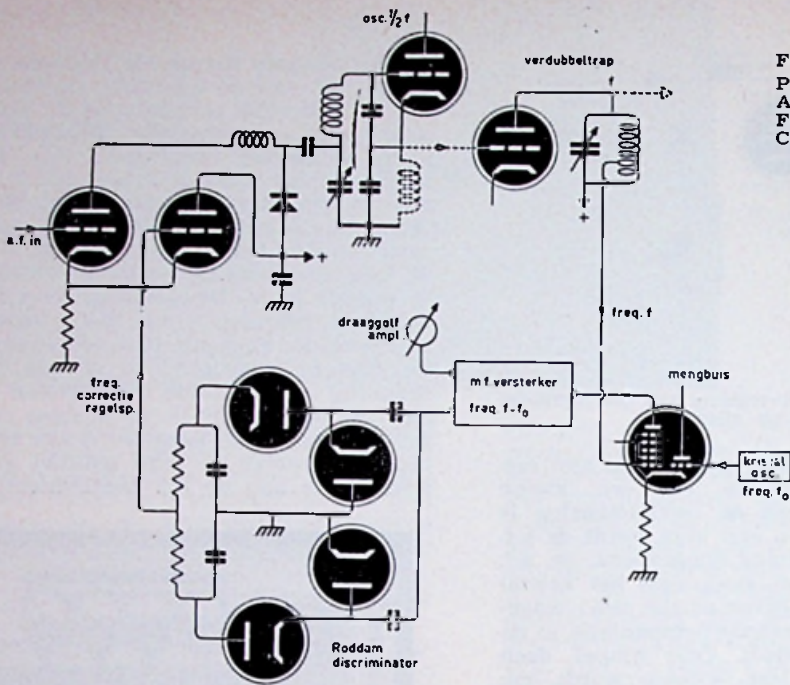 osc. ½ f
verdubbeltrap
f
F
P
A
F
C
+
a.f. in
+
freq. f
draaggolf
ampl.
mengbuis
freq.
correctie
regelsp.
m.f. versterker
freq. f-f₀
kristal
osc.
freq. f₀
Roddam
discriminator